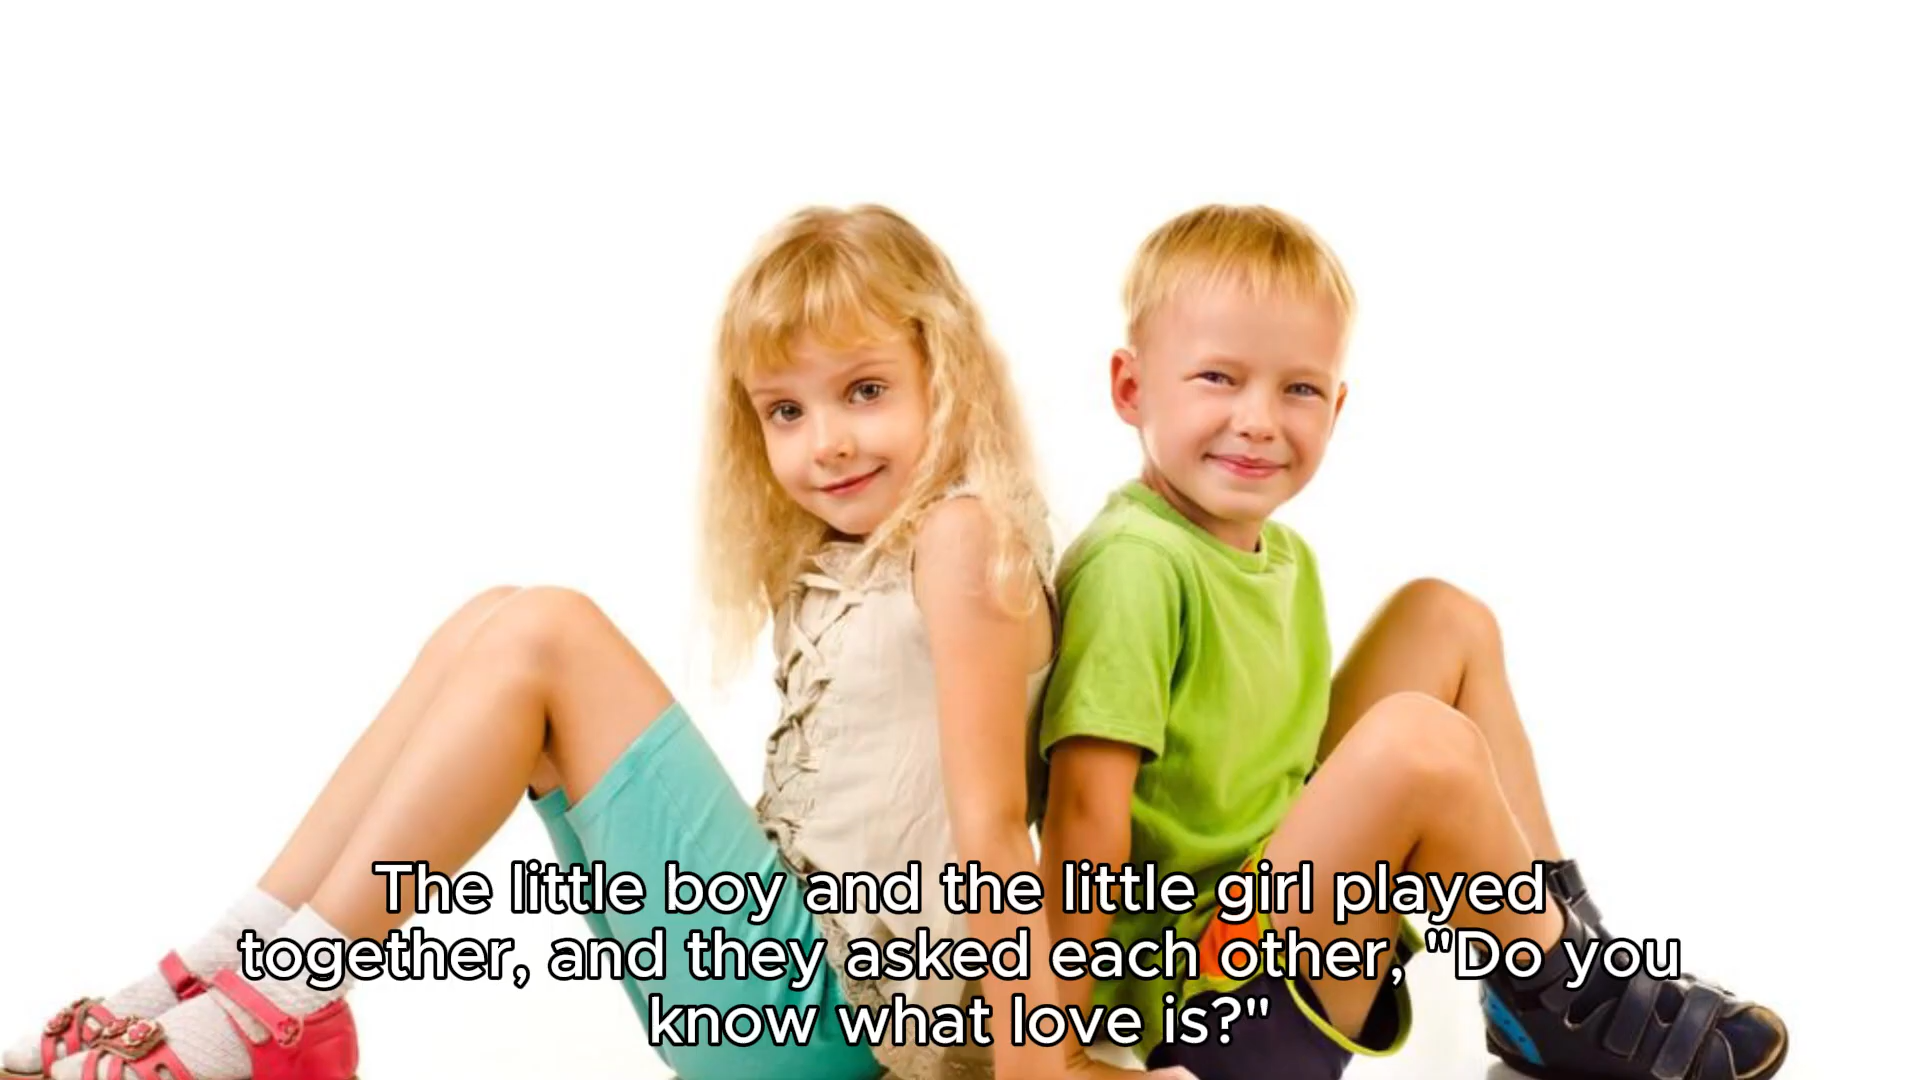 The little boy and the little girl played
together, and they asked each other, "Do you
know what love is?"